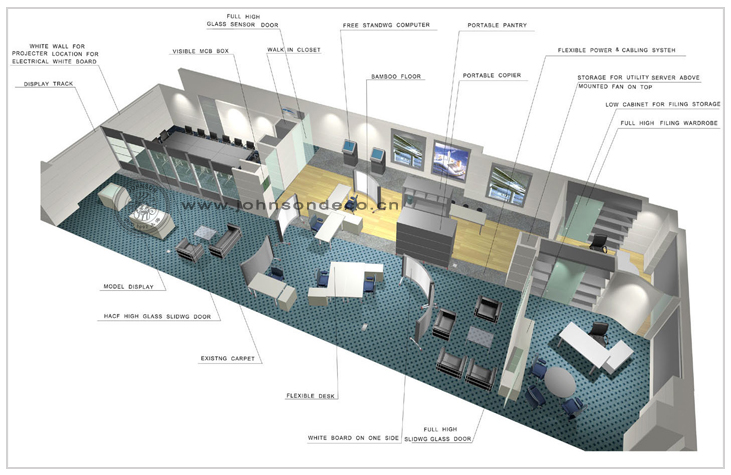 FULL HIGH
GLASS SENSOR DOOR
FREE STANDWG COMPUTER
PORTABLE PANTRY
WHITE WALL FOR
PROJECTER LOCATION FOR
ELECTRICAL WHITE BOARD
VISIBLE MCB BOX
WALK IN CLOSET
FLEXIBLE POWER & CABLING SYSTEH
DISPLAY TRACK
BAMBOO FLOOR
PORTABLE COPIER
STORAGE FOR UTILITY SERVER ABOVE
MOUNTED FAN ON TOP
LOW CABINET FOR FILING STORAGE
FULL HIGH FILING WARDROBE
www.johnsondeco.cn
MODEL DISPLAY
HACF HIGH GLASS SLIDWG DOOR
EXISTNG CARPET
FLEXIBLE DESK
WHITE BOARD ON ONE SIDE
FULL HIGH
SLIDWG GLASS DOOR